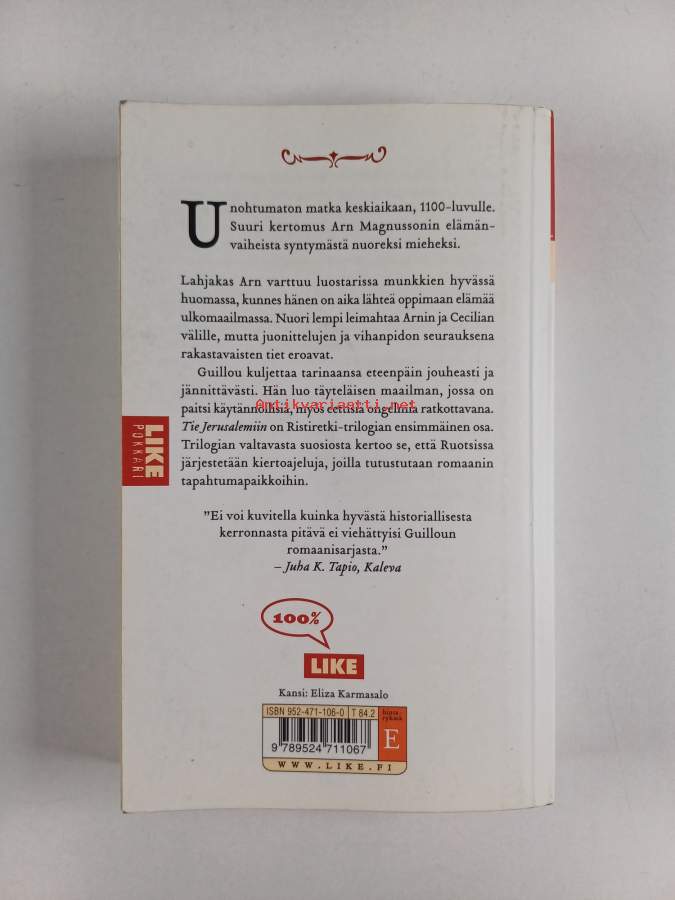 Unohtumaton matka keskiaikaan, 1100-luvulle.
Suuri kertomus Arn Magnussonin elämän-
vaiheista syntymästä nuoreksi mieheksi.
Lahjakas Arn varttuu luostarissa munkkien hyvässä
huomassa, kunnes hänen on aika lähteä oppimaan elämää
ulkomaailmassa. Nuori lempi leimahtaa Arnin ja Cecilian
välille, mutta juonittelujen ja vihanpidon seurauksena
rakastavaisten tiet eroavat.
Guillou kuljettaa tarinaansa eteenpäin jouheasti ja
jännittävästi. Hän luo täyteläisen maailman, jossa on
Antikvariaatti.net
paitsi käytännöllisiä, myös eettisiä ongelmia ratkottavana.
Tie Jerusalemiin on Ristiretki-trilogian ensimmäinen osa.
Trilogian valtavasta suosiosta kertoo se, että Ruotsissa
järjestetään kiertoajeluja, joilla tutustutaan romaanin
tapahtumapaikkoihin.
LIKE
POKKARI
"Ei voi kuvitella kuinka hyvästä historiallisesta
kerronnasta pitävä ei viehättyisi Guilloun
romaanisarjasta."
– Juha K. Tapio, Kaleva
100%
LIKE
Kansi: Eliza Karmasalo
ISBN 952-471-106-0 T 84.2
hinta-
ryhmä
E
9 789524 711067
WWW.LIKE.FI